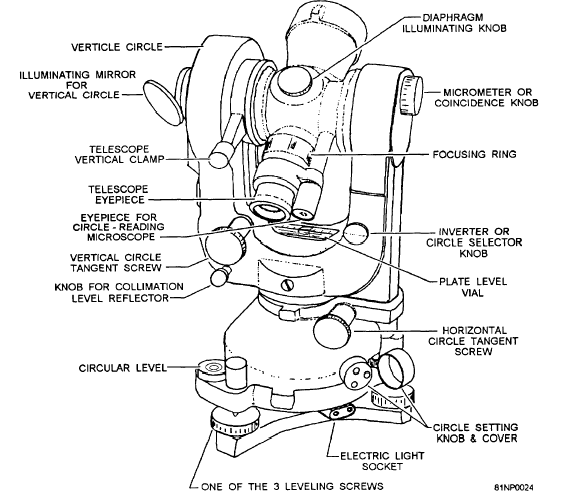 DIAPHRAGM
ILLUMINATING KNOB
VERTICLE CIRCLE
ILLUMINATING MIRROR
FOR
VERTICAL CIRCLE
MICROMETER OR
COINCIDENCE KNOB
TELESCOPE
VERTICAL CLAMP
FOCUSING RING
TELESCOPE
EYEPIECE
EYEPIECE FOR
CIRCLE - READING
MICROSCOPE
INVERTER OR
CIRCLE SELECTOR
KNOB
VERTICAL CIRCLE
TANGENT SCREW
PLATE LEVEL
VIAL
KNOB FOR COLLIMATION
LEVEL REFLECTOR
HORIZONTAL
CIRCLE TANGENT
SCREW
CIRCULAR LEVEL
CIRCLE SETTING
KNOB & COVER
ELECTRIC LIGHT
SOCKET
ONE OF THE 3 LEVELING SCREWS
81NP0024